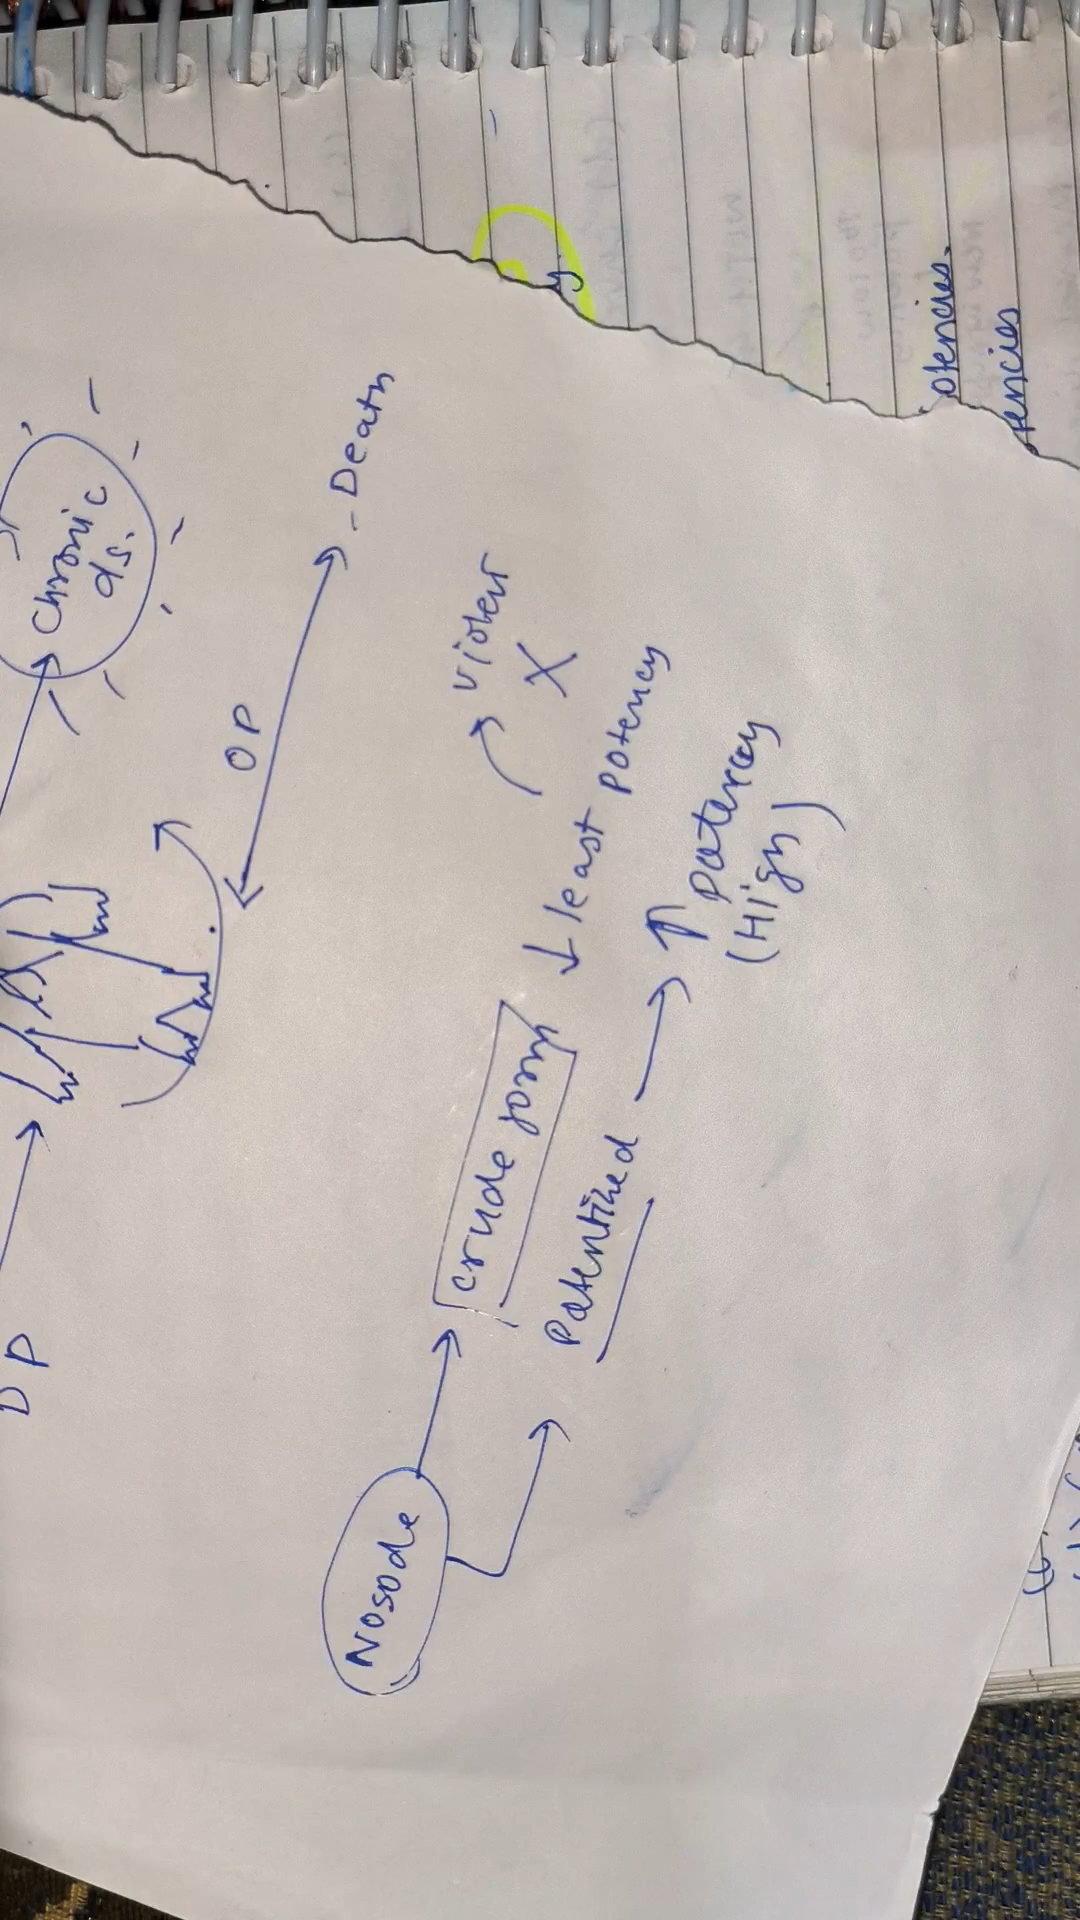 DP
Chronic
ds.
OP
- Death
Nosode
crude form
↓ least potency
violent
X
Potentized
↑ potency
(High)
y
otencies.
tencies